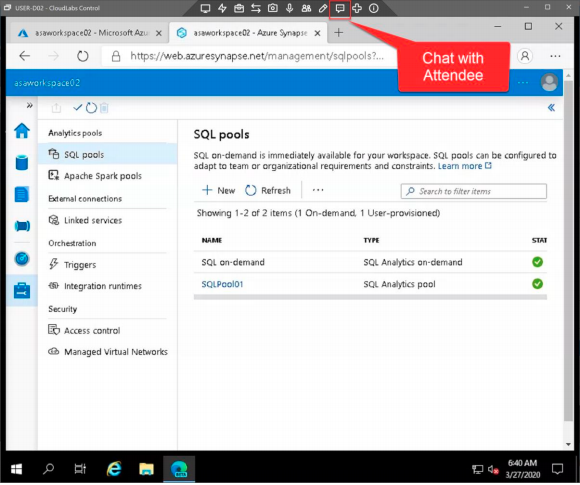 USER-D02 - CloudLabs Control
asaworkspace02 - Microsoft Azu
asaworkspace02 - Azure Synapse
https://web.azuresynapse.net/management/sqlpools?...
Chat with
Attendee
asaworkspace02
Analytics pools
SQL pools
Apache Spark pools
External connections
Linked services
Orchestration
Triggers
Integration runtimes
Security
Access control
Managed Virtual Networks
SQL pools
SQL on-demand is immediately available for your workspace. SQL pools can be configured to
adapt to team or organizational requirements and constraints. Learn more
New Refresh ...
Search to filter items
Showing 1-2 of 2 items (1 On-demand, 1 User-provisioned)
NAME TYPE STAT
SQL on-demand SQL Analytics on-demand
SQLPool01 SQL Analytics pool
6:40 AM
3/27/2020